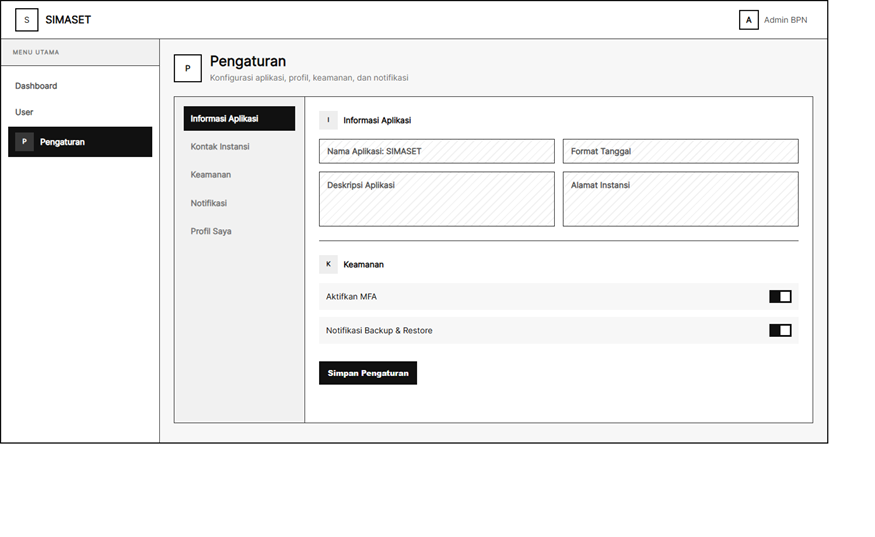 S SIMASET
A Admin BPN
MENU UTAMA
Dashboard
User
P Pengaturan
P Pengaturan
Konfigurasi aplikasi, profil, keamanan, dan notifikasi
Informasi Aplikasi
Kontak Instansi
Keamanan
Notifikasi
Profil Saya
I Informasi Aplikasi
Nama Aplikasi: SIMASET
Format Tanggal
Deskripsi Aplikasi
Alamat Instansi
K Keamanan
Aktifkan MFA
Notifikasi Backup & Restore
Simpan Pengaturan